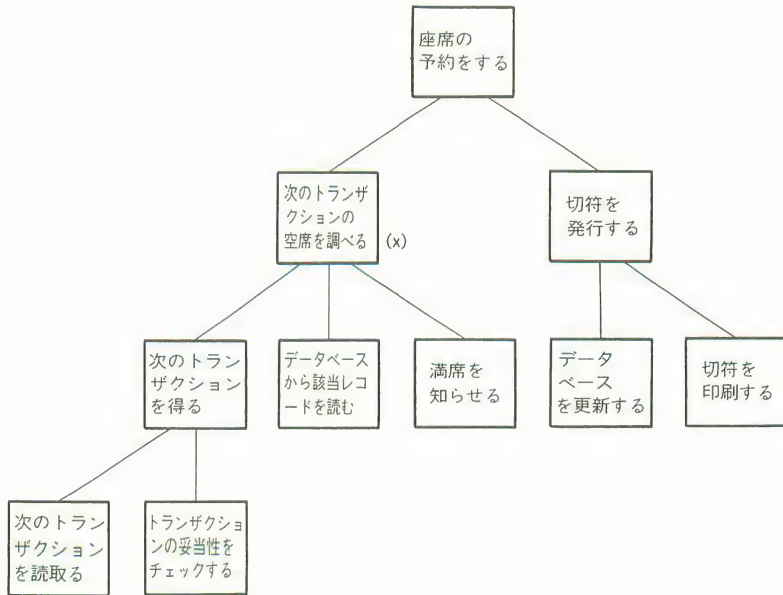 座席の
予約をする
次のトランザ
クションの
空席を調べる
(x)
切符を
発行する
次のトラン
ザクション
を得る
データベース
から該当レコ
ードを読む
満席を
知らせる
データ
ベース
を更新する
切符を
印刷する
次のトラン
ザクション
を読取る
トランザクショ
ンの妥当性を
チェックする